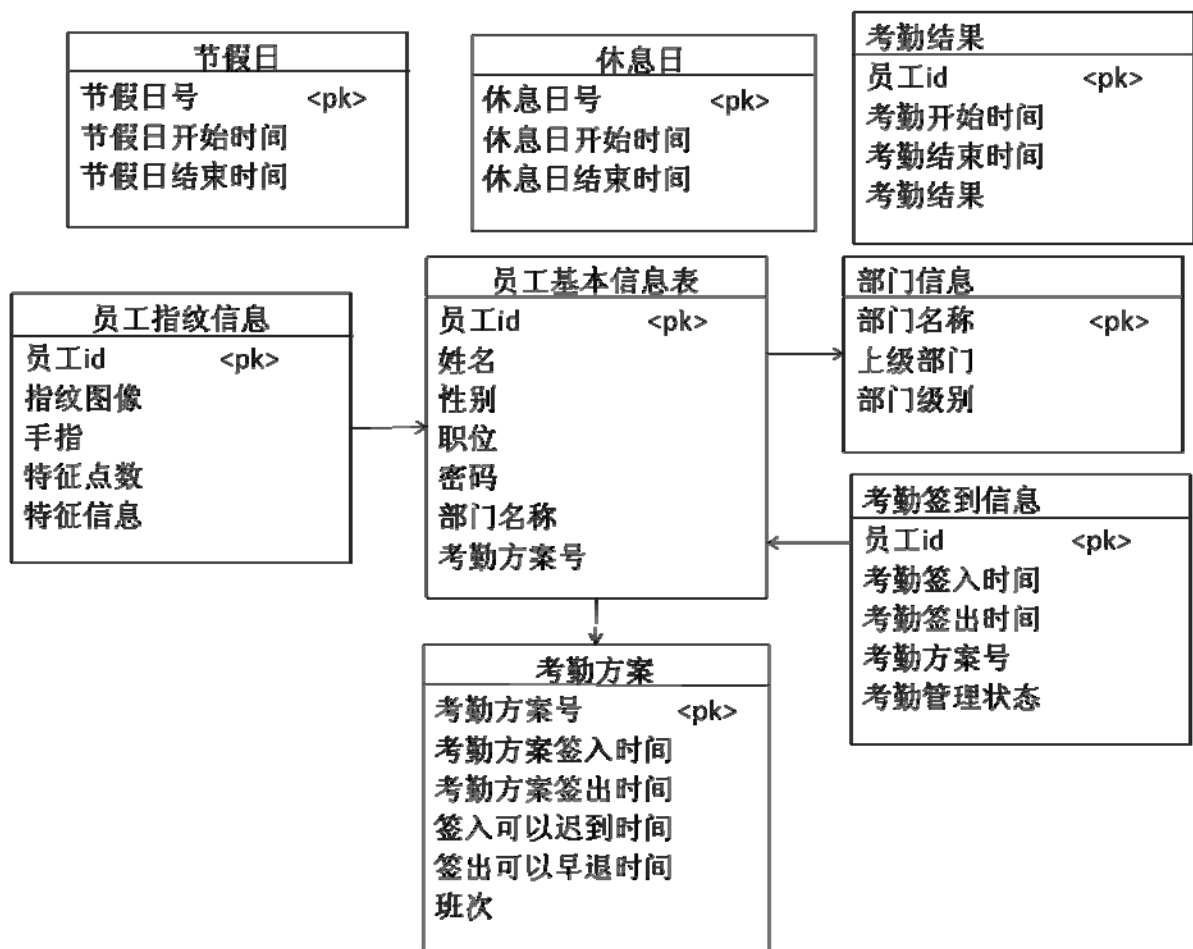 节假日
节假日号 <pk>
节假日开始时间
节假日结束时间
休息日
休息日号 <pk>
休息日开始时间
休息日结束时间
考勤结果
员工id <pk>
考勤开始时间
考勤结束时间
考勤结果
员工指纹信息
员工id <pk>
指纹图像
手指
特征点数
特征信息
员工基本信息表
员工id <pk>
姓名
性别
职位
密码
部门名称
考勤方案号
部门信息
部门名称 <pk>
上级部门
部门级别
考勤签到信息
员工id <pk>
考勤签入时间
考勤签出时间
考勤方案号
考勤管理状态
考勤方案
考勤方案号 <pk>
考勤方案签入时间
考勤方案签出时间
签入可以迟到时间
签出可以早退时间
班次